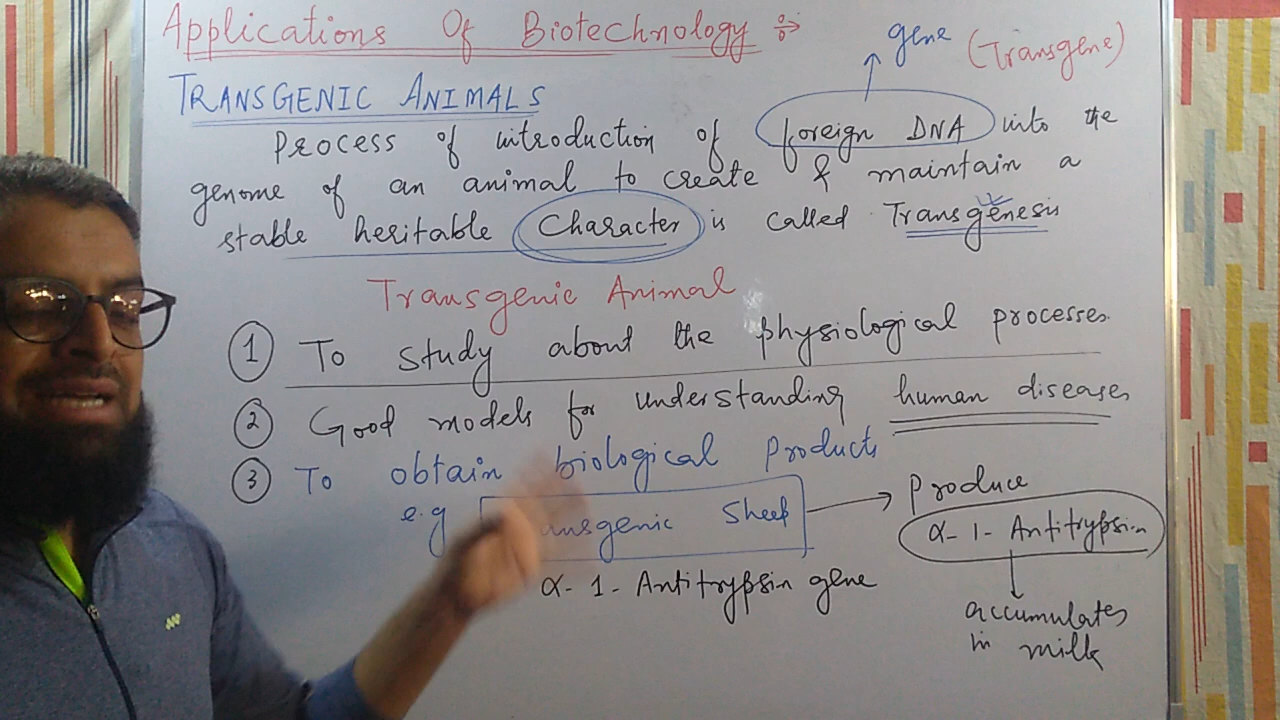 Applications Of Biotechnology :→
gene (Transgene)
TRANSGENIC ANIMALS
Process of introduction of foreign DNA into the
genome of an animal to create & maintain a
stable heritable Character is called Transgenesis
Transgenic Animal
1 To study about the physiological processes.
2 Good models for understanding human diseases
3 To obtain biological Products
e.g ansgenic Sheep → Produce
α-1-Antitrypsin
α-1-Antitrypsin gene
accumulates
in milk